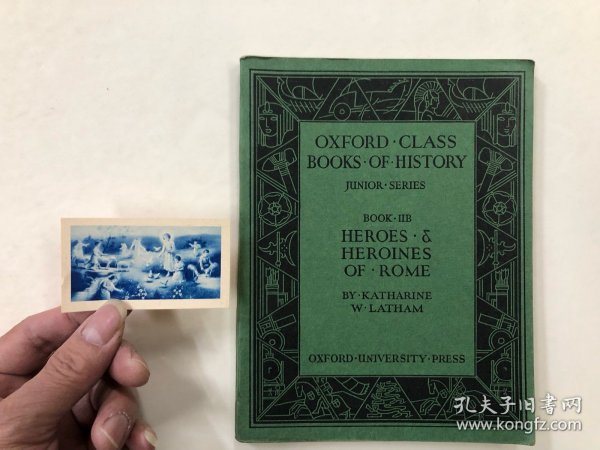 OXFORD · CLASS
BOOKS · OF · HISTORY
JUNIOR · SERIES
BOOK · IIB
HEROES · &
HEROINES
OF · ROME
BY · KATHARINE
W · LATHAM
OXFORD · UNIVERSITY · PRESS
孔夫子旧書网
www.kongfz.com